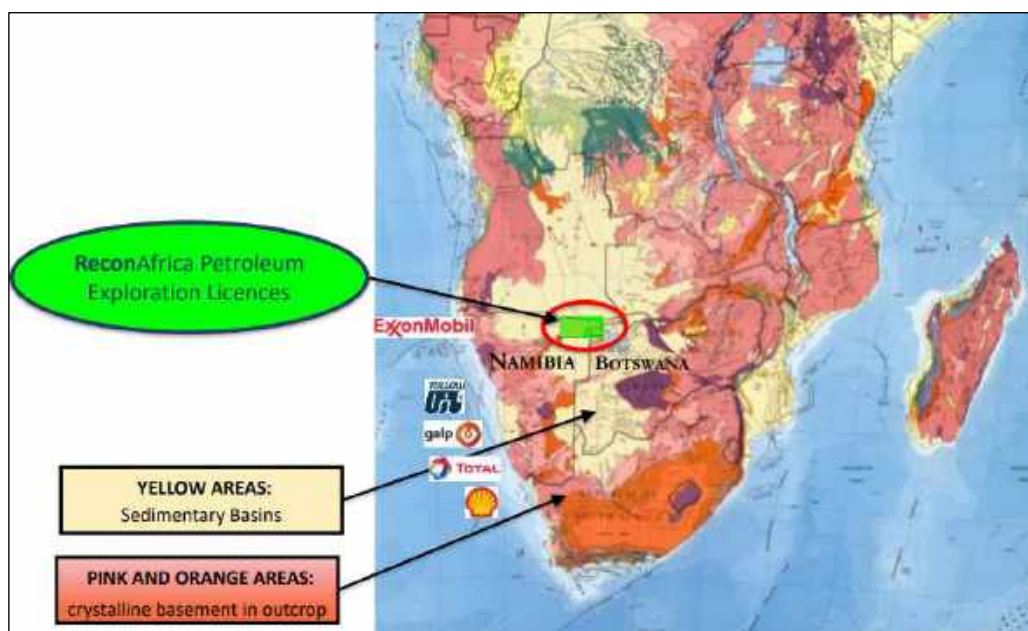 ReconAfrica Petroleum
Exploration Licences
ExxonMobil
NAMIBIA BOTSWANA
galp
TOTAL
YELLOW AREAS:
Sedimentary Basins
PINK AND ORANGE AREAS:
crystalline basement in outcrop